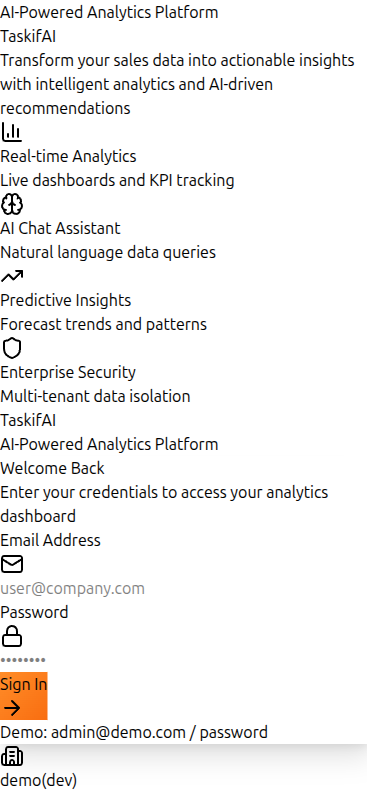 AI-Powered Analytics Platform
TaskifAI
Transform your sales data into actionable insights
with intelligent analytics and AI-driven
recommendations
Real-time Analytics
Live dashboards and KPI tracking
AI Chat Assistant
Natural language data queries
Predictive Insights
Forecast trends and patterns
Enterprise Security
Multi-tenant data isolation
TaskifAI
AI-Powered Analytics Platform
Welcome Back
Enter your credentials to access your analytics
dashboard
Email Address
user@company.com
Password
••••••••
Sign In
Demo: admin@demo.com / password
demo(dev)